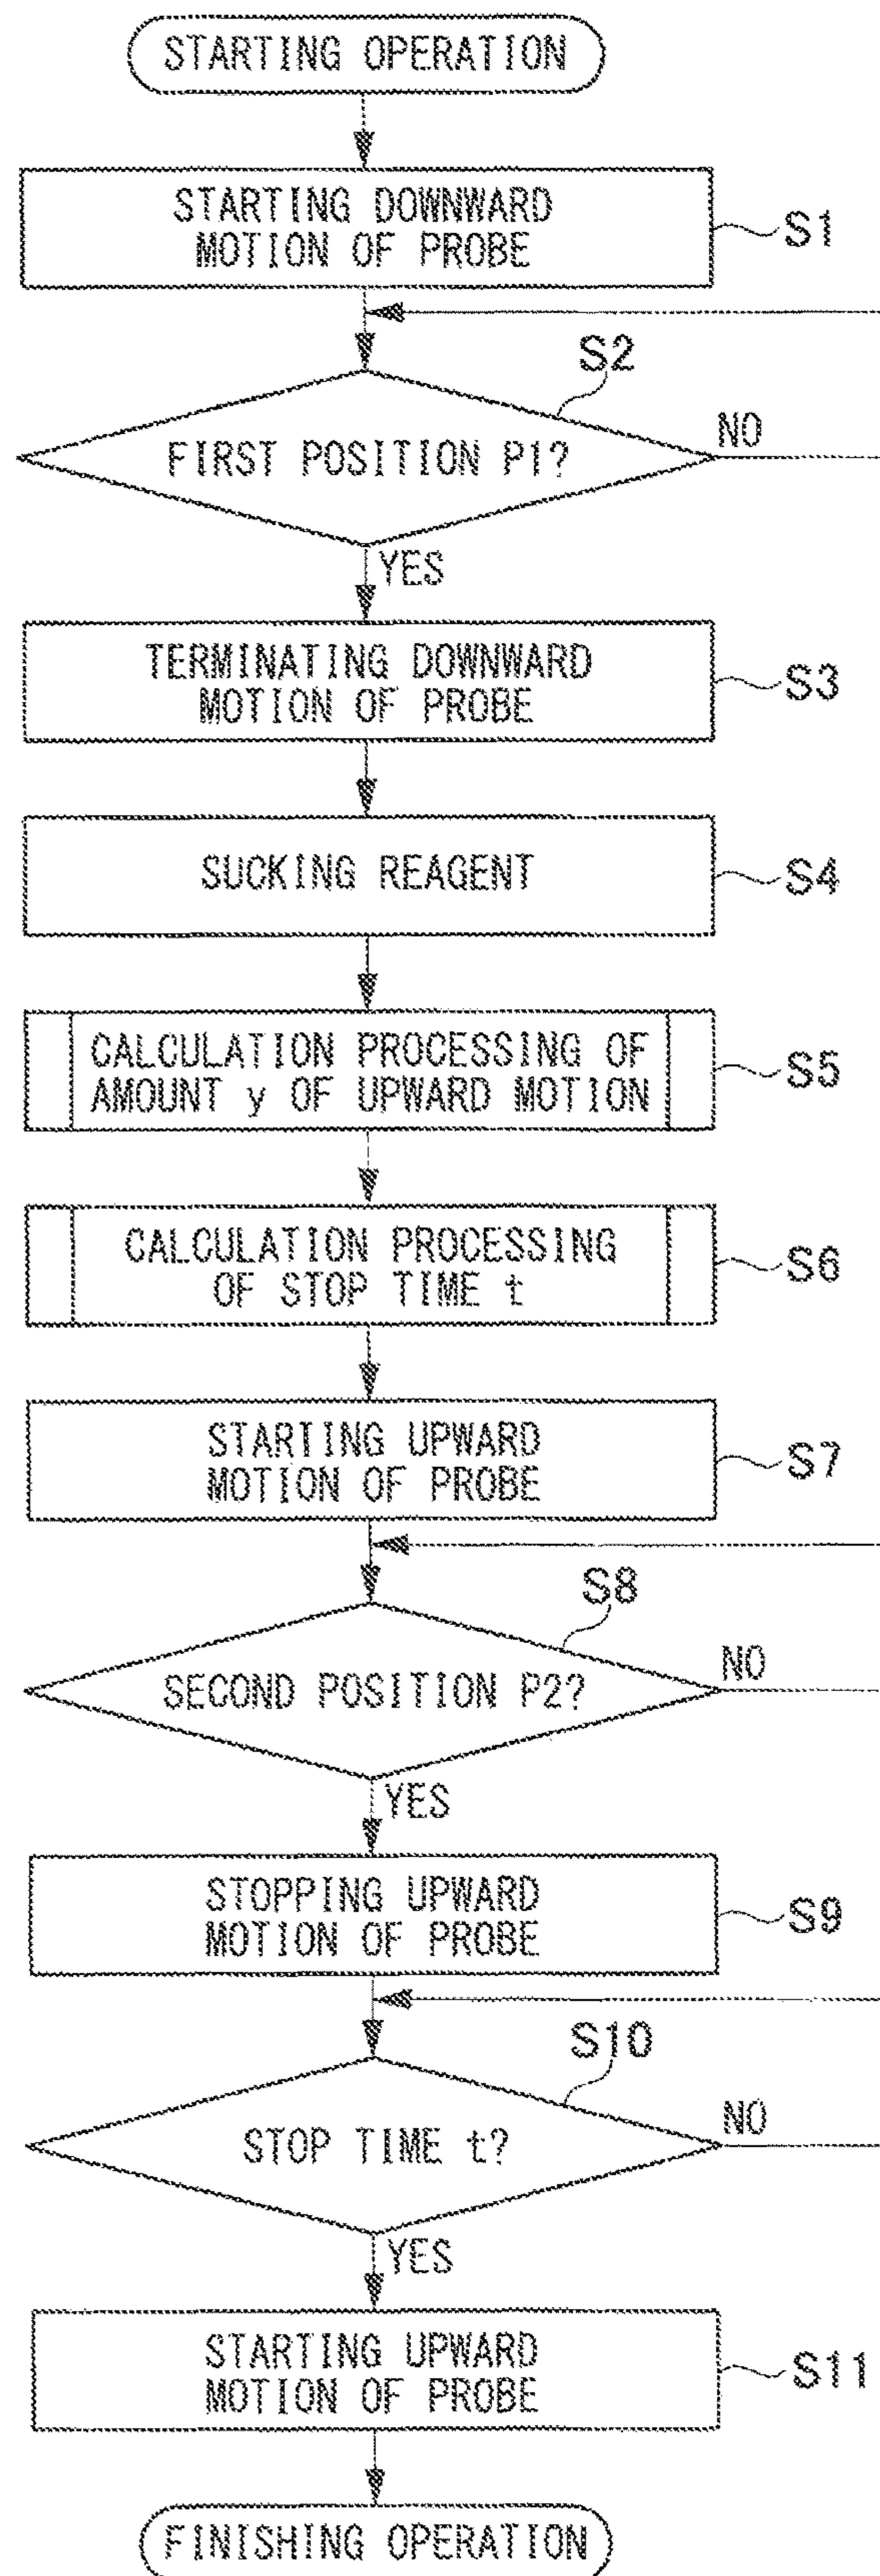 STARTING OPERATION
STARTING DOWNWARD
MOTION OF PROBE
S1
S2
FIRST POSITION P1?
NO
YES
TERMINATING DOWNWARD
MOTION OF PROBE
S3
SUCKING REAGENT
S4
CALCULATION PROCESSING OF
AMOUNT y OF UPWARD MOTION
S5
CALCULATION PROCESSING
OF STOP TIME t
S6
STARTING UPWARD
MOTION OF PROBE
S7
S8
SECOND POSITION P2?
NO
YES
STOPPING UPWARD
MOTION OF PROBE
S9
S10
STOP TIME t?
NO
YES
STARTING UPWARD
MOTION OF PROBE
S11
FINISHING OPERATION